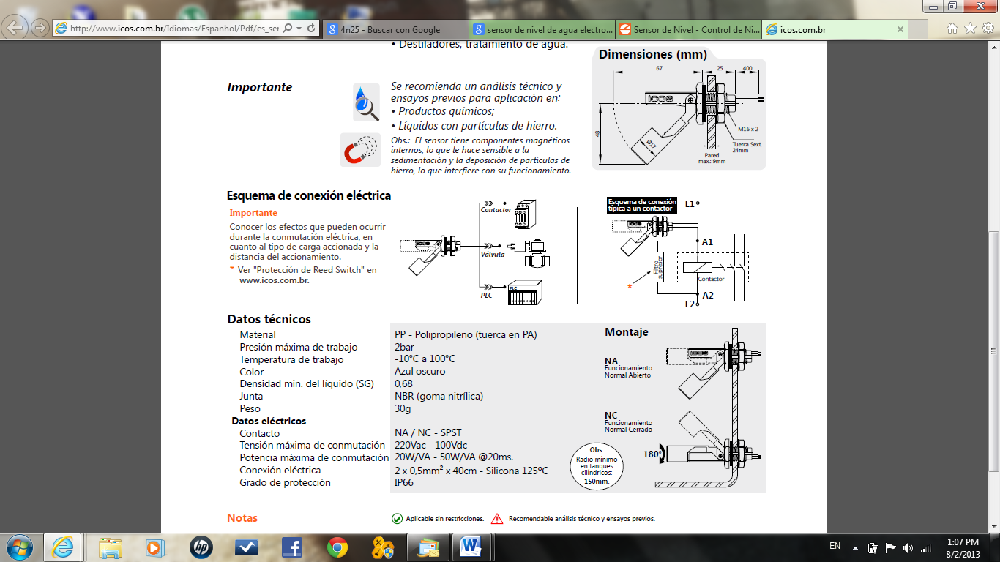 http://www.icos.com.br/Idiomas/Espanhol/Pdf/es_ser
4n25 - Buscar con Google
sensor de nivel de agua electro...
Sensor de Nivel - Control de Ni...
icos.com.br
• Destiladores, tratamiento de agua.
Importante
Se recomienda un análisis técnico y
ensayos previos para aplicación en:
• Productos químicos;
• Líquidos con partículas de hierro.
Obs.: El sensor tiene componentes magnéticos
internos, lo que le hace sensible a la
sedimentación y la deposición de particulas de
hierro, lo que interfiere con su funcionamiento.
Dimensiones (mm)
67
25
400
icos
48
Ø17
M16 x 2
Tuerca Sext.
24mm
Pared
max.: 9mm
Esquema de conexión eléctrica
Importante
Conocer los efectos que pueden ocurrir
durante la conmutación eléctrica, en
cuanto al tipo de carga accionada y la
distancia del accionamiento.
* Ver "Protección de Reed Switch" en
www.icos.com.br.
Contactor
Válvula
PLC
PLC
Esquema de conexión
típica a un contactor
L1
A1
Filtro
supresor
*
Contactor
A2
L2
Datos técnicos
Material PP - Polipropileno (tuerca en PA)
Presión máxima de trabajo 2bar
Temperatura de trabajo -10°C a 100°C
Color Azul oscuro
Densidad min. del líquido (SG) 0,68
Junta NBR (goma nitrílica)
Peso 30g
Datos eléctricos
Contacto NA / NC - SPST
Tensión máxima de conmutación 220Vac - 100Vdc
Potencia máxima de conmutación 20W/VA - 50W/VA @20ms.
Conexión eléctrica 2 x 0,5mm² x 40cm - Silicona 125ºC
Grado de protección IP66
Montaje
NA
Funcionamiento
Normal Abierto
NC
Funcionamiento
Normal Cerrado
180°
Obs.
Radio mínimo
en tanques
cilíndricos:
150mm.
Notas
Aplicable sin restricciones.
Recomendable análisis técnico y ensayos previos.
EN
1:07 PM
8/2/2013